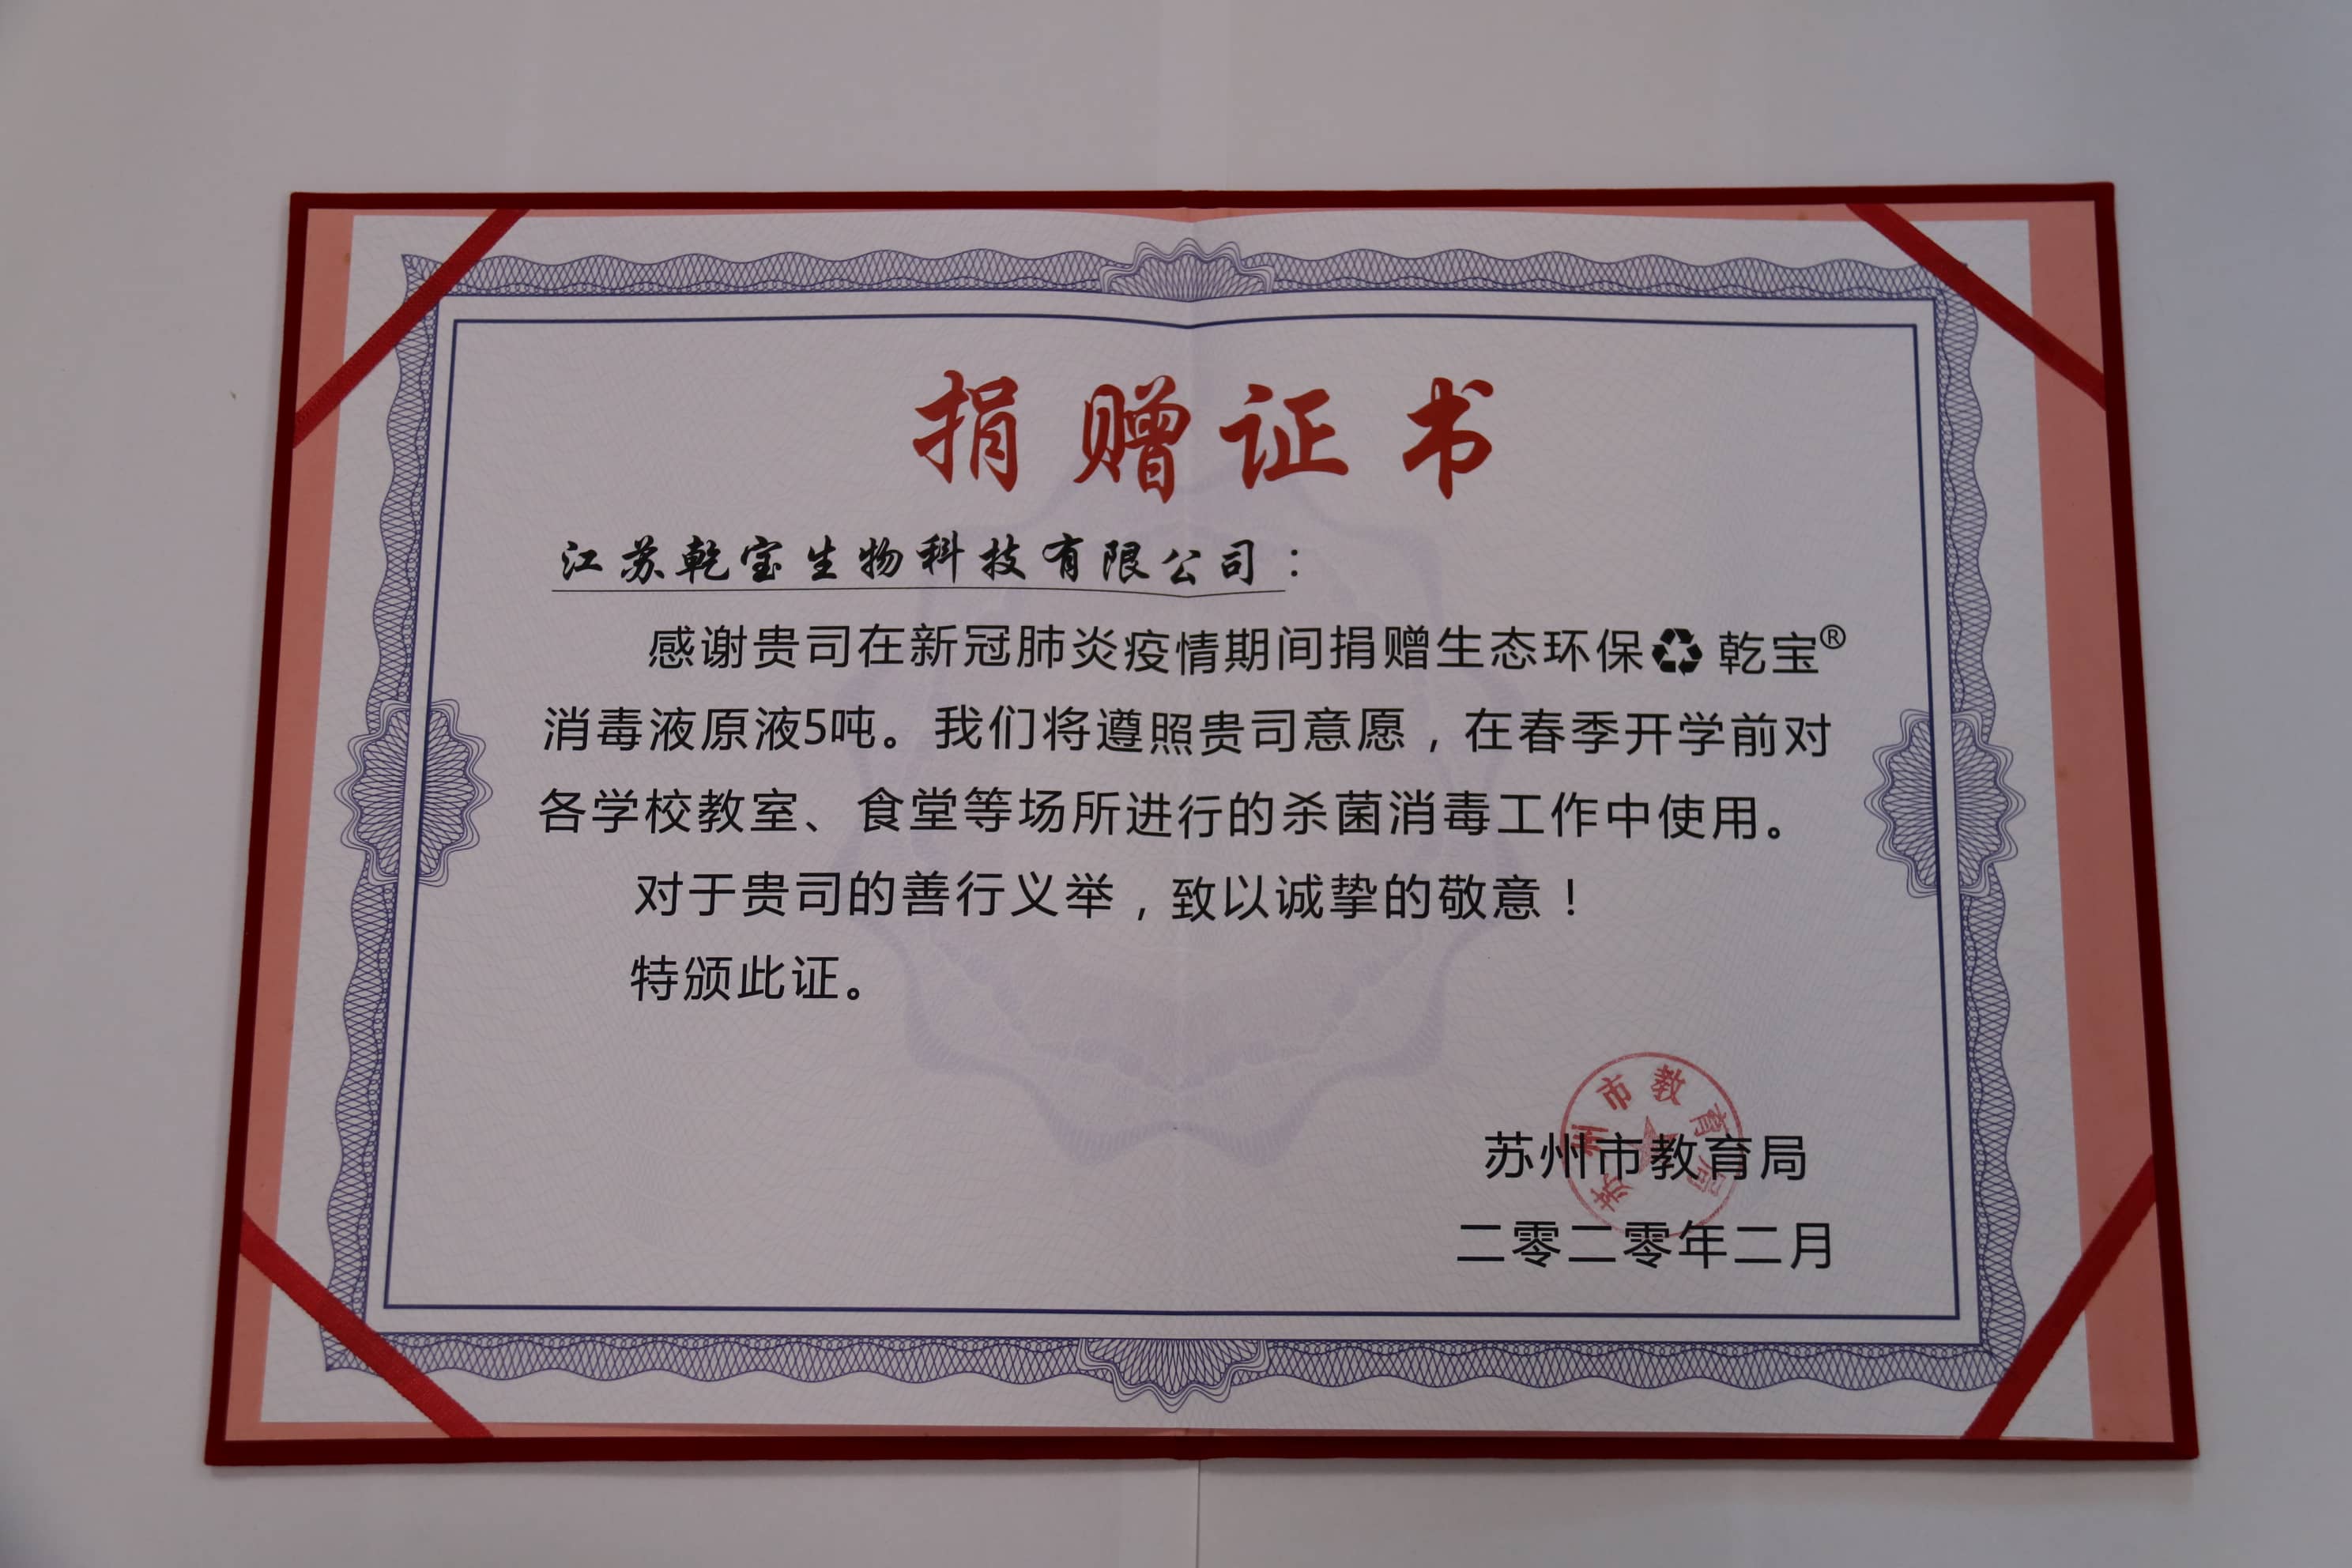 捐赠证书
江苏乾宝生物科技有限公司：
感谢贵司在新冠肺炎疫情期间捐赠生态环保♻乾宝®
消毒液原液5吨。我们将遵照贵司意愿，在春季开学前对
各学校教室、食堂等场所进行的杀菌消毒工作中使用。
对于贵司的善行义举，致以诚挚的敬意！
特颁此证。
苏州市教育局
苏州市教育局
二零二零年二月